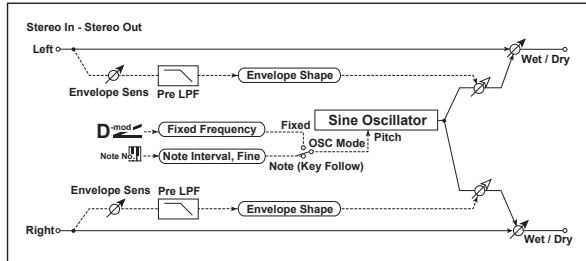 Stereo In - Stereo Out
Left
Wet / Dry
Envelope Sens
Pre LPF
Envelope Shape
D-mod
Fixed Frequency
Fixed
Sine Oscillator
OSC Mode
Pitch
Note No.
Note Interval, Fine
Note (Key Follow)
Envelope Sens
Pre LPF
Envelope Shape
Right
Wet / Dry